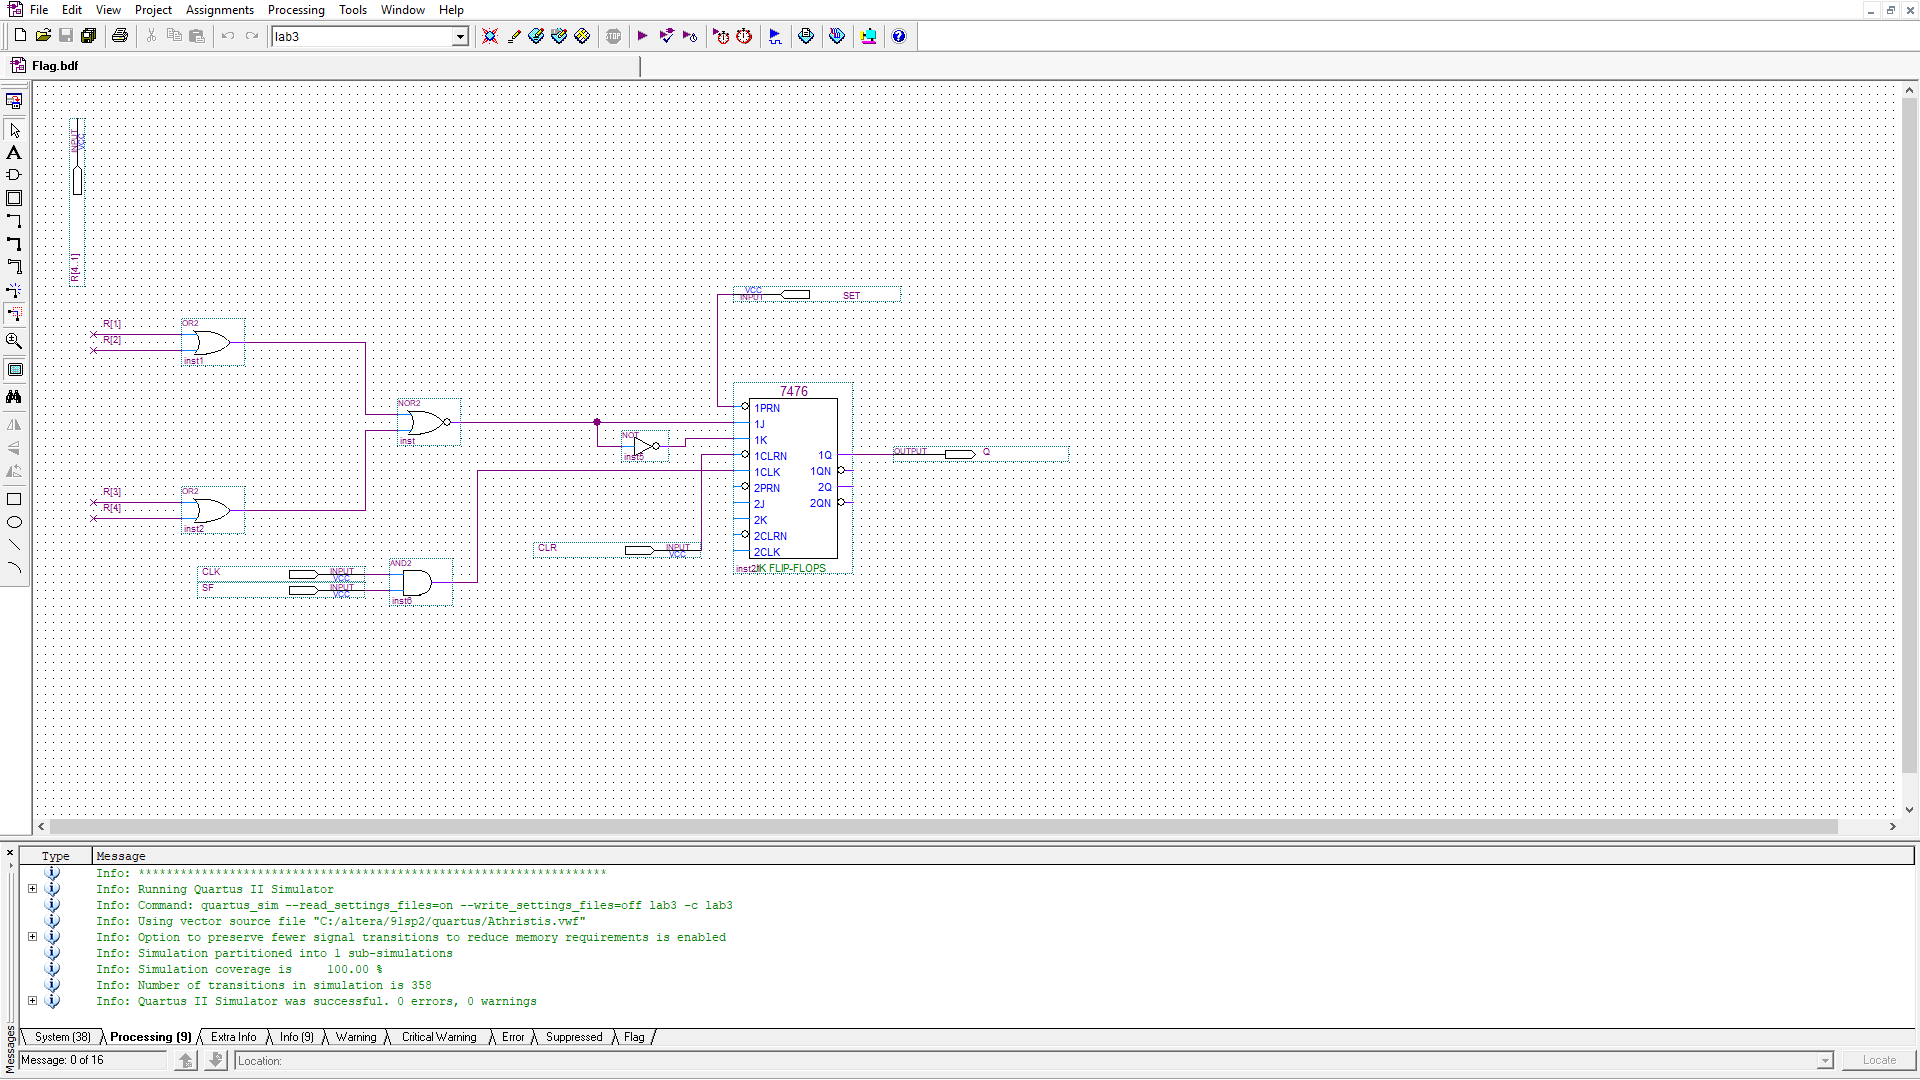 File Edit View Project Assignments Processing Tools Window Help
lab3
STOP
Flag.bdf
INPUT
VCC
R[4..1]
VCC
INPUT
SET
R[1]
R[2]
OR2
inst1
NOR2
inst
NOT
inst5
7476
1PRN
1J
1K
1CLRN
1CLK
2PRN
2J
2K
2CLRN
2CLK
1Q
1QN
2Q
2QN
OUTPUT
Q
R[3]
R[4]
OR2
inst2
CLR
INPUT
VCC
JK FLIP-FLOPS
CLK
INPUT
VCC
SF
INPUT
VCC
AND2
inst6
Type Message
Info: *******************************************************************
Info: Running Quartus II Simulator
Info: Command: quartus_sim --read_settings_files=on --write_settings_files=off lab3 -c lab3
Info: Using vector source file "C:/altera/91sp2/quartus/Athristis.vwf"
Info: Option to preserve fewer signal transitions to reduce memory requirements is enabled
Info: Simulation partitioned into 1 sub-simulations
Info: Simulation coverage is 100.00 %
Info: Number of transitions in simulation is 358
Info: Quartus II Simulator was successful. 0 errors, 0 warnings
System (38) Processing (9) Extra Info Info (9) Warning Critical Warning Error Suppressed Flag
Messages
Message: 0 of 16
Location:
Locate